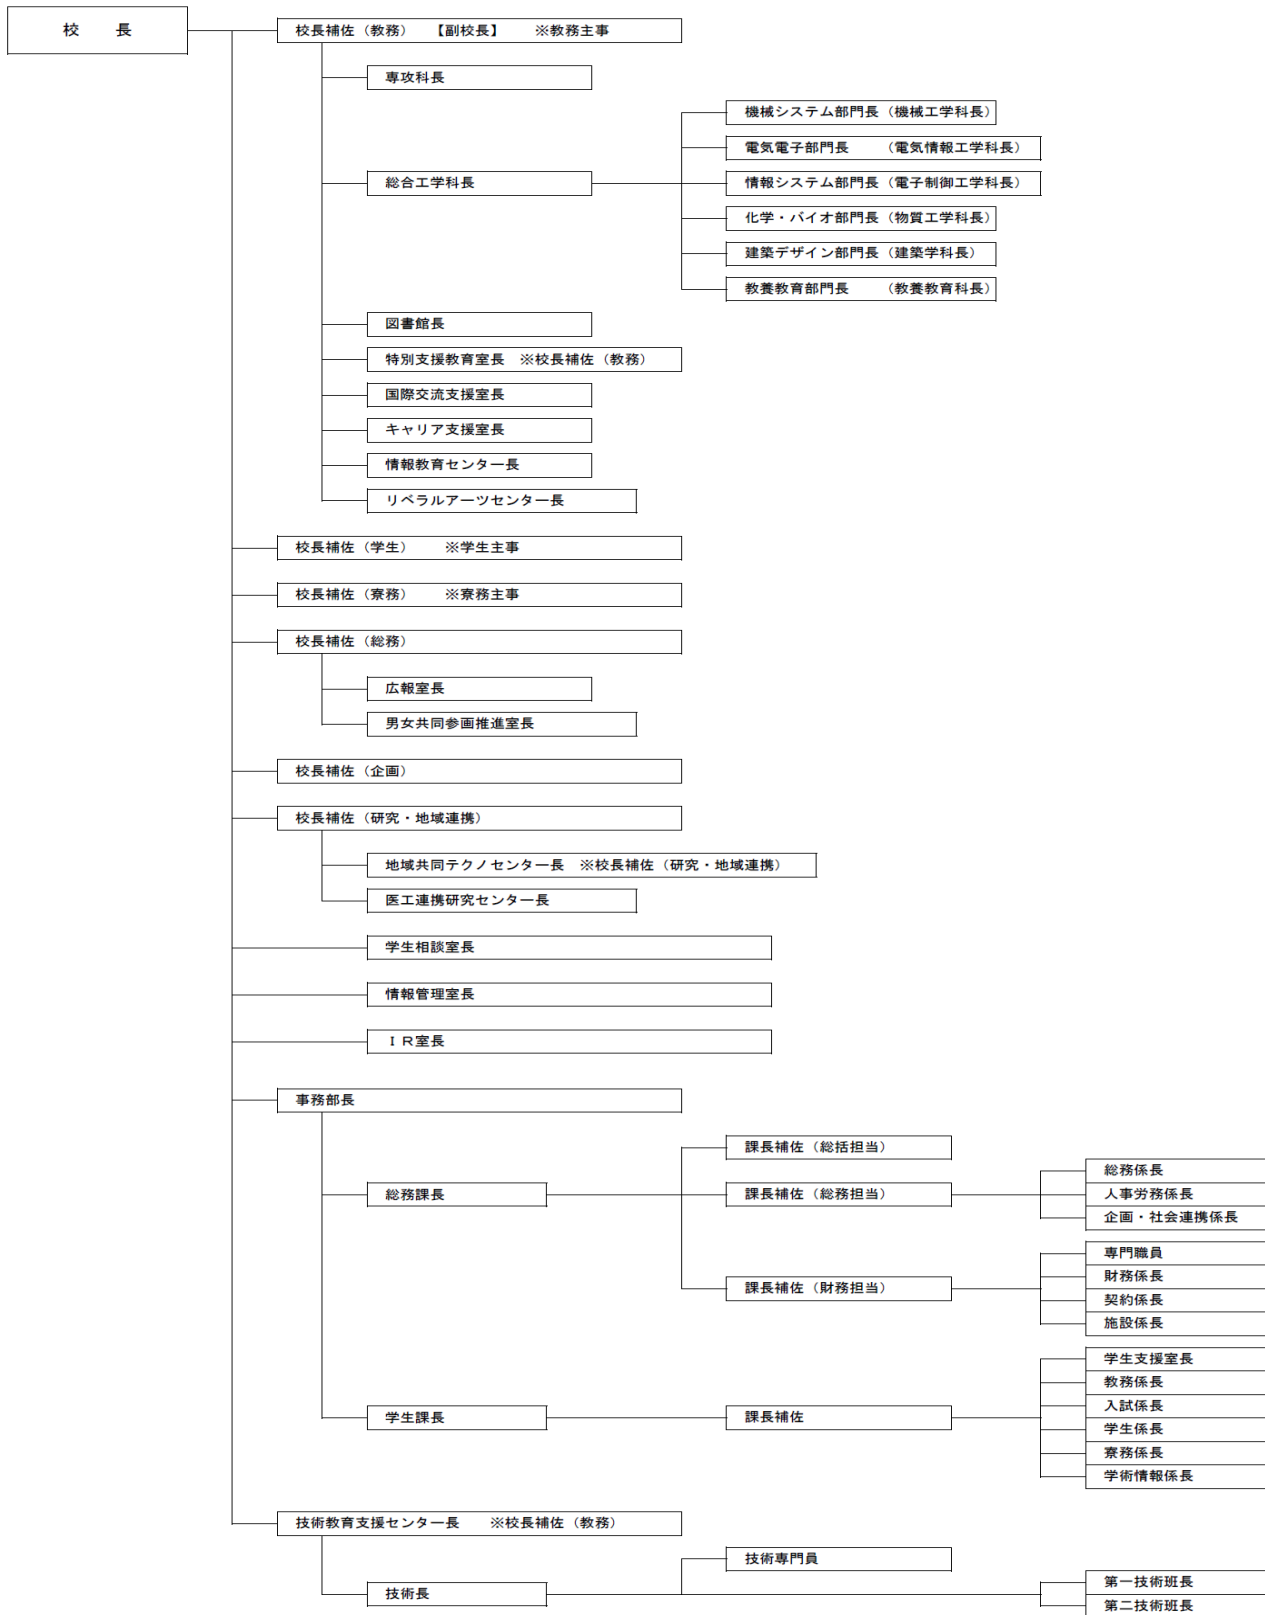 校　　長
校長補佐（教務）　【副校長】　　※教務主事
専攻科長
機械システム部門長（機械工学科長）
電気電子部門長　　（電気情報工学科長）
総合工学科長
情報システム部門長（電子制御工学科長）
化学・バイオ部門長（物質工学科長）
建築デザイン部門長（建築学科長）
教養教育部門長　　（教養教育科長）
図書館長
特別支援教育室長　※校長補佐（教務）
国際交流支援室長
キャリア支援室長
情報教育センター長
リベラルアーツセンター長
校長補佐（学生）　　※学生主事
校長補佐（寮務）　　※寮務主事
校長補佐（総務）
広報室長
男女共同参画推進室長
校長補佐（企画）
校長補佐（研究・地域連携）
地域共同テクノセンター長　※校長補佐（研究・地域連携）
医工連携研究センター長
学生相談室長
情報管理室長
ＩＲ室長
事務部長
課長補佐（総括担当）
総務課長
課長補佐（総務担当）
総務係長
人事労務係長
企画・社会連携係長
課長補佐（財務担当）
専門職員
財務係長
契約係長
施設係長
学生課長
課長補佐
学生支援室長
教務係長
入試係長
学生係長
寮務係長
学術情報係長
技術教育支援センター長　　※校長補佐（教務）
技術専門員
技術長
第一技術班長
第二技術班長